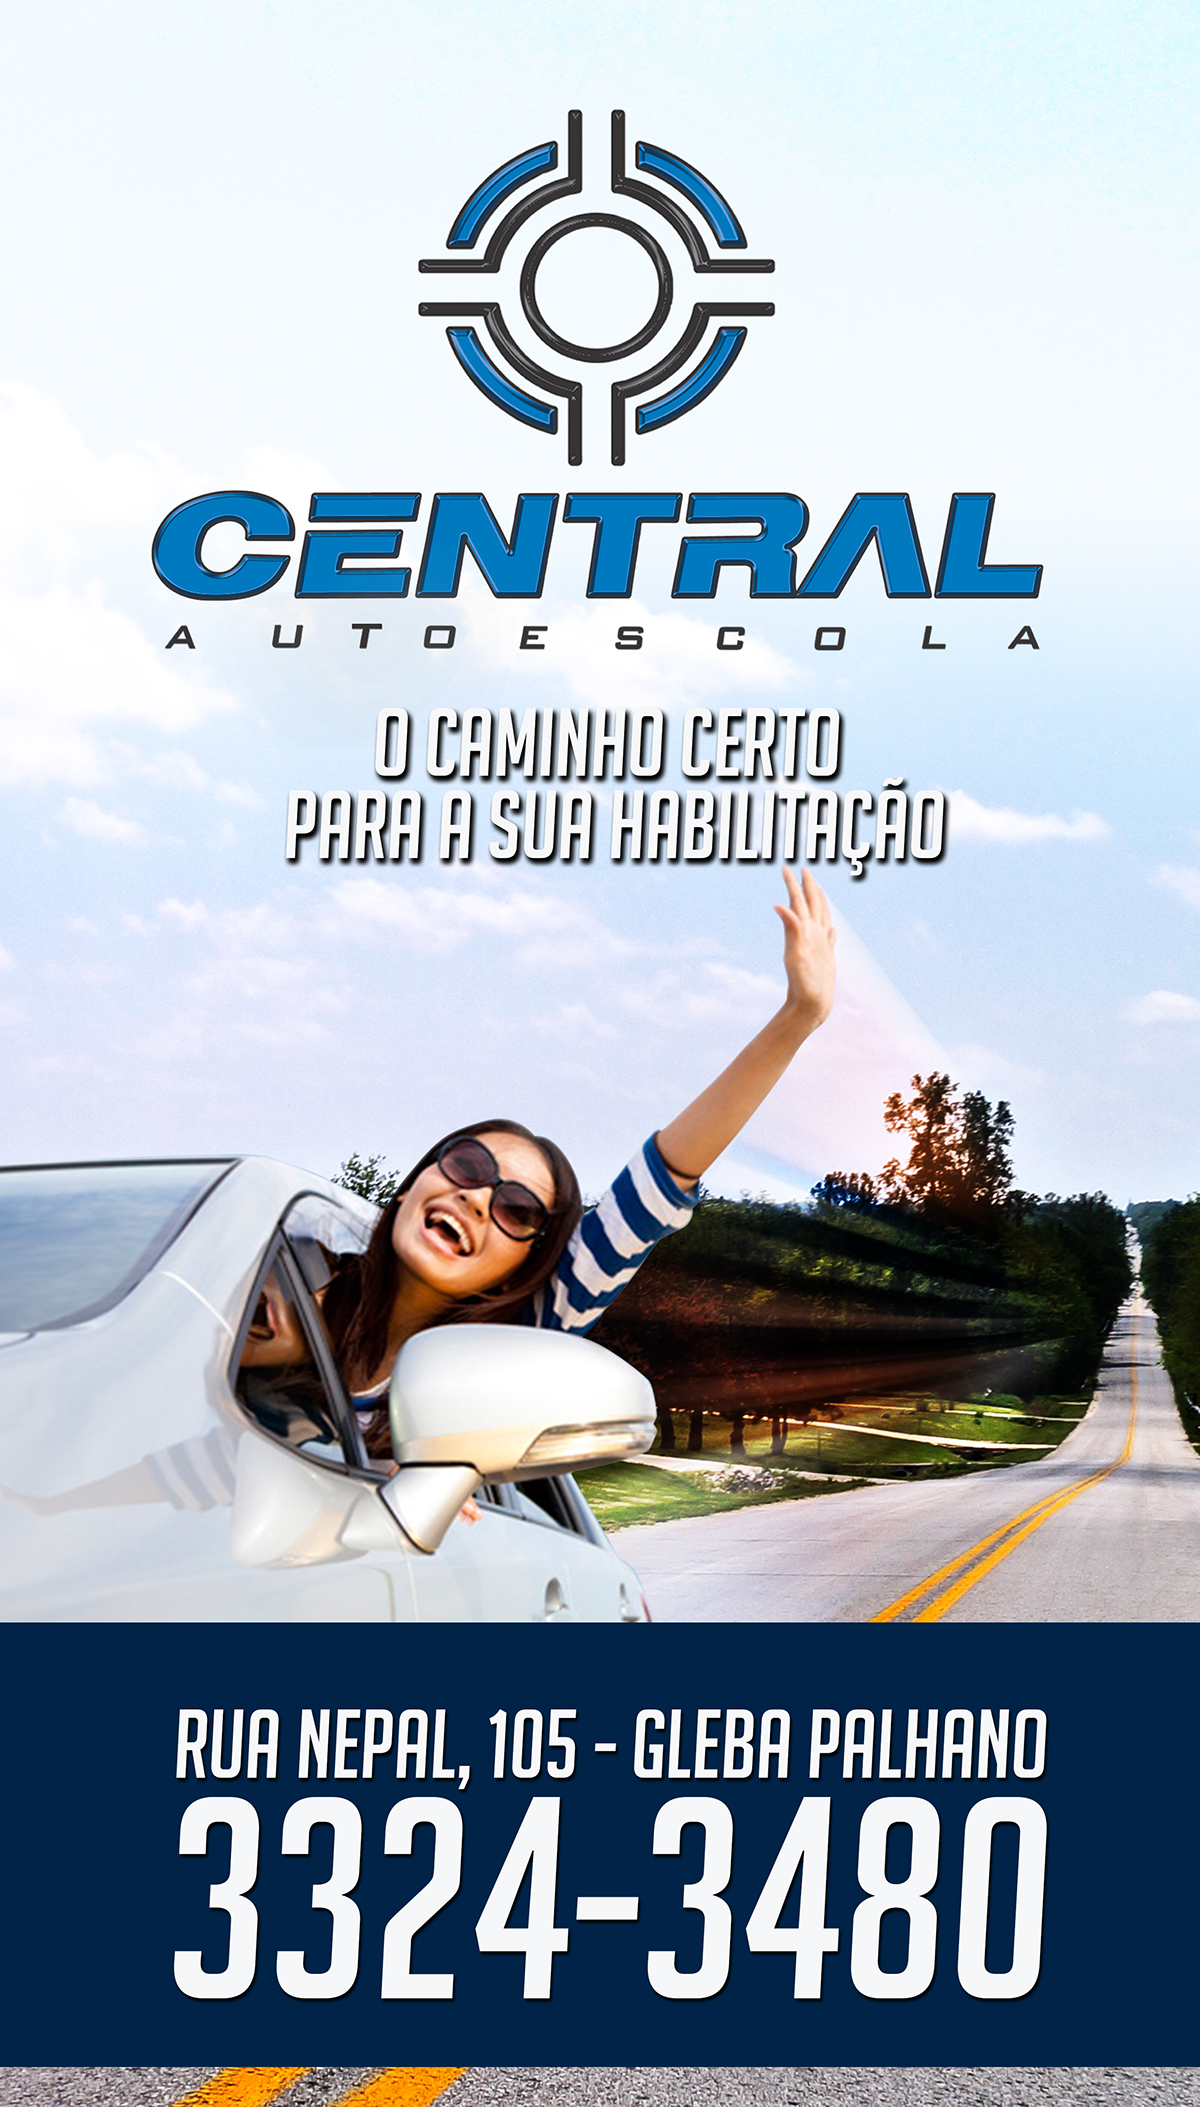 CENTRAL
AUTOESCOLA
O CAMINHO CERTO
PARA A SUA HABILITAÇÃO
RUA NEPAL, 105 - GLEBA PALHANO
3324-3480